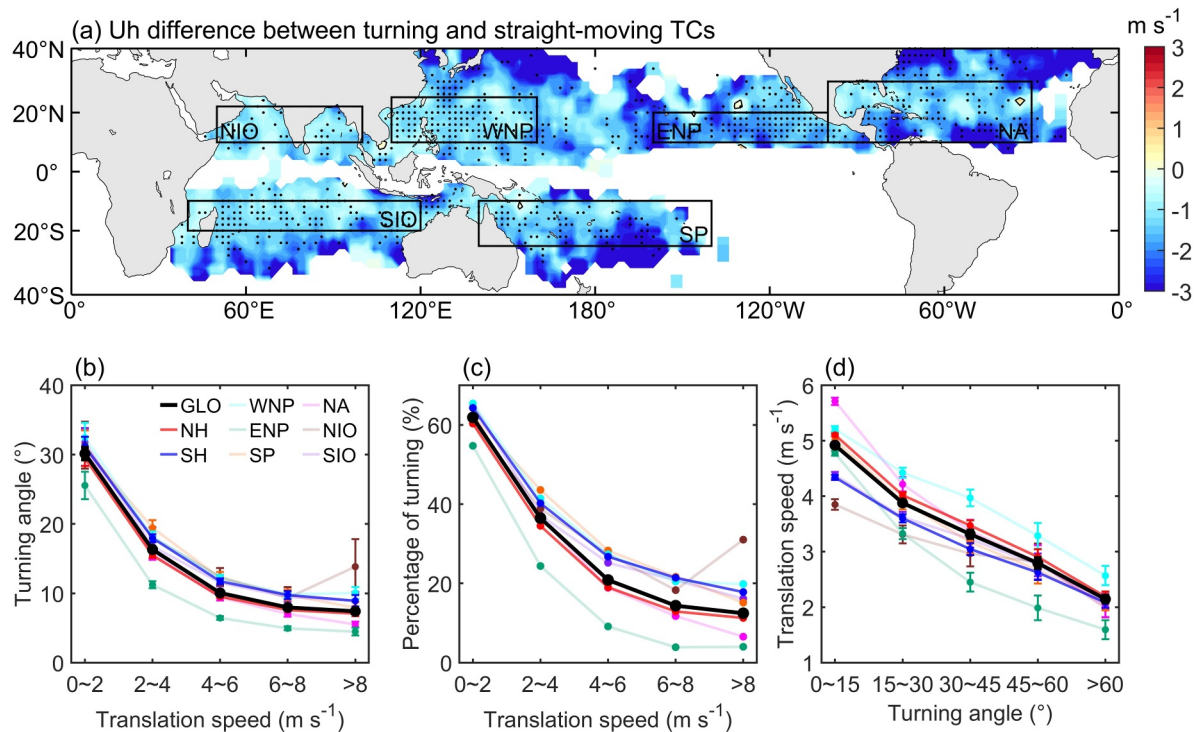 (a) Uh difference between turning and straight-moving TCs
m s⁻¹
40°N
20°N
0°
20°S
40°S
NIO
WNP
ENP
NA
SIO
SP
60°E
120°E
180°
120°W
60°W
0°
3
2
1
0
-1
-2
-3
(b)
Turning angle (°)
40
30
20
10
0
GLO WNP NA
NH ENP NIO
SH SP SIO
0~2 2~4 4~6 6~8 >8
Translation speed (m s⁻¹)
(c)
Percentage of turning (%)
60
40
20
0
0~2 2~4 4~6 6~8 >8
Translation speed (m s⁻¹)
(d)
Translation speed (m s⁻¹)
6
5
4
3
2
1
0~15 15~30 30~45 45~60 >60
Turning angle (°)